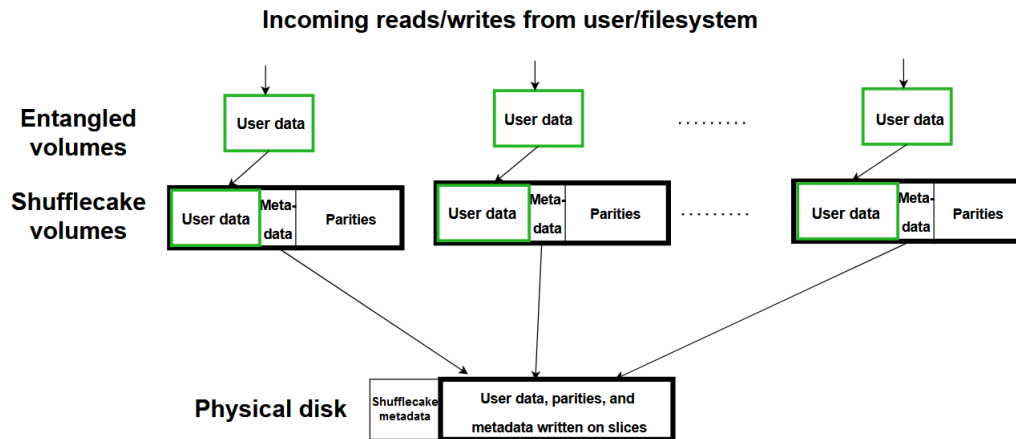 Incoming reads/writes from user/filesystem
Entangled
volumes
User data
User data
.........
User data
Shufflecake
volumes
User data
Meta-
data
Parities
User data
Meta-
data
Parities
.........
User data
Meta-
data
Parities
Physical disk
Shufflecake
metadata
User data, parities, and
metadata written on slices